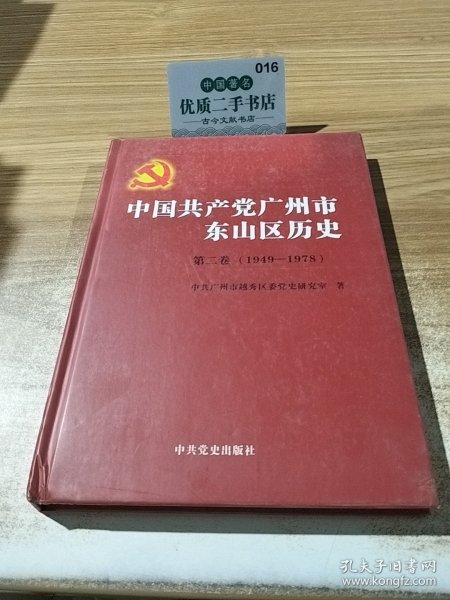 016
中国著名
优质二手书店
古今文献书店
中国共产党广州市
东山区历史
第二卷（1949—1978）
中共广州市越秀区委党史研究室 著
中共党史出版社
孔夫子旧书网
www.kongfz.com